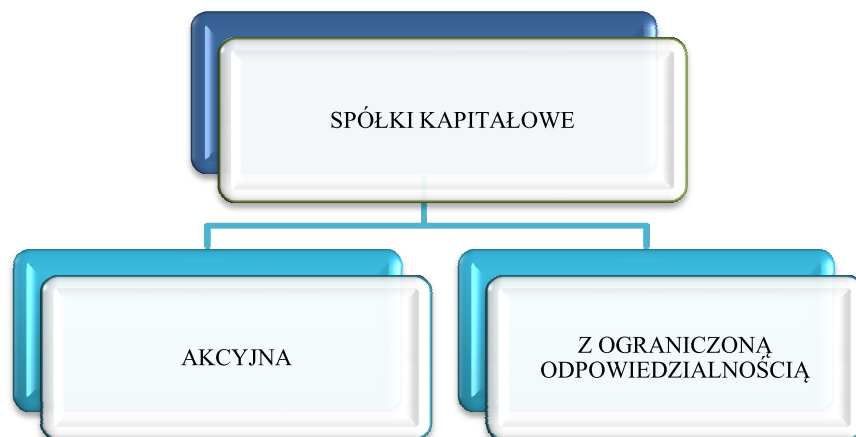 SPÓŁKI KAPITAŁOWE
AKCYJNA
Z OGRANICZONĄ
ODPOWIEDZIALNOŚCIĄ